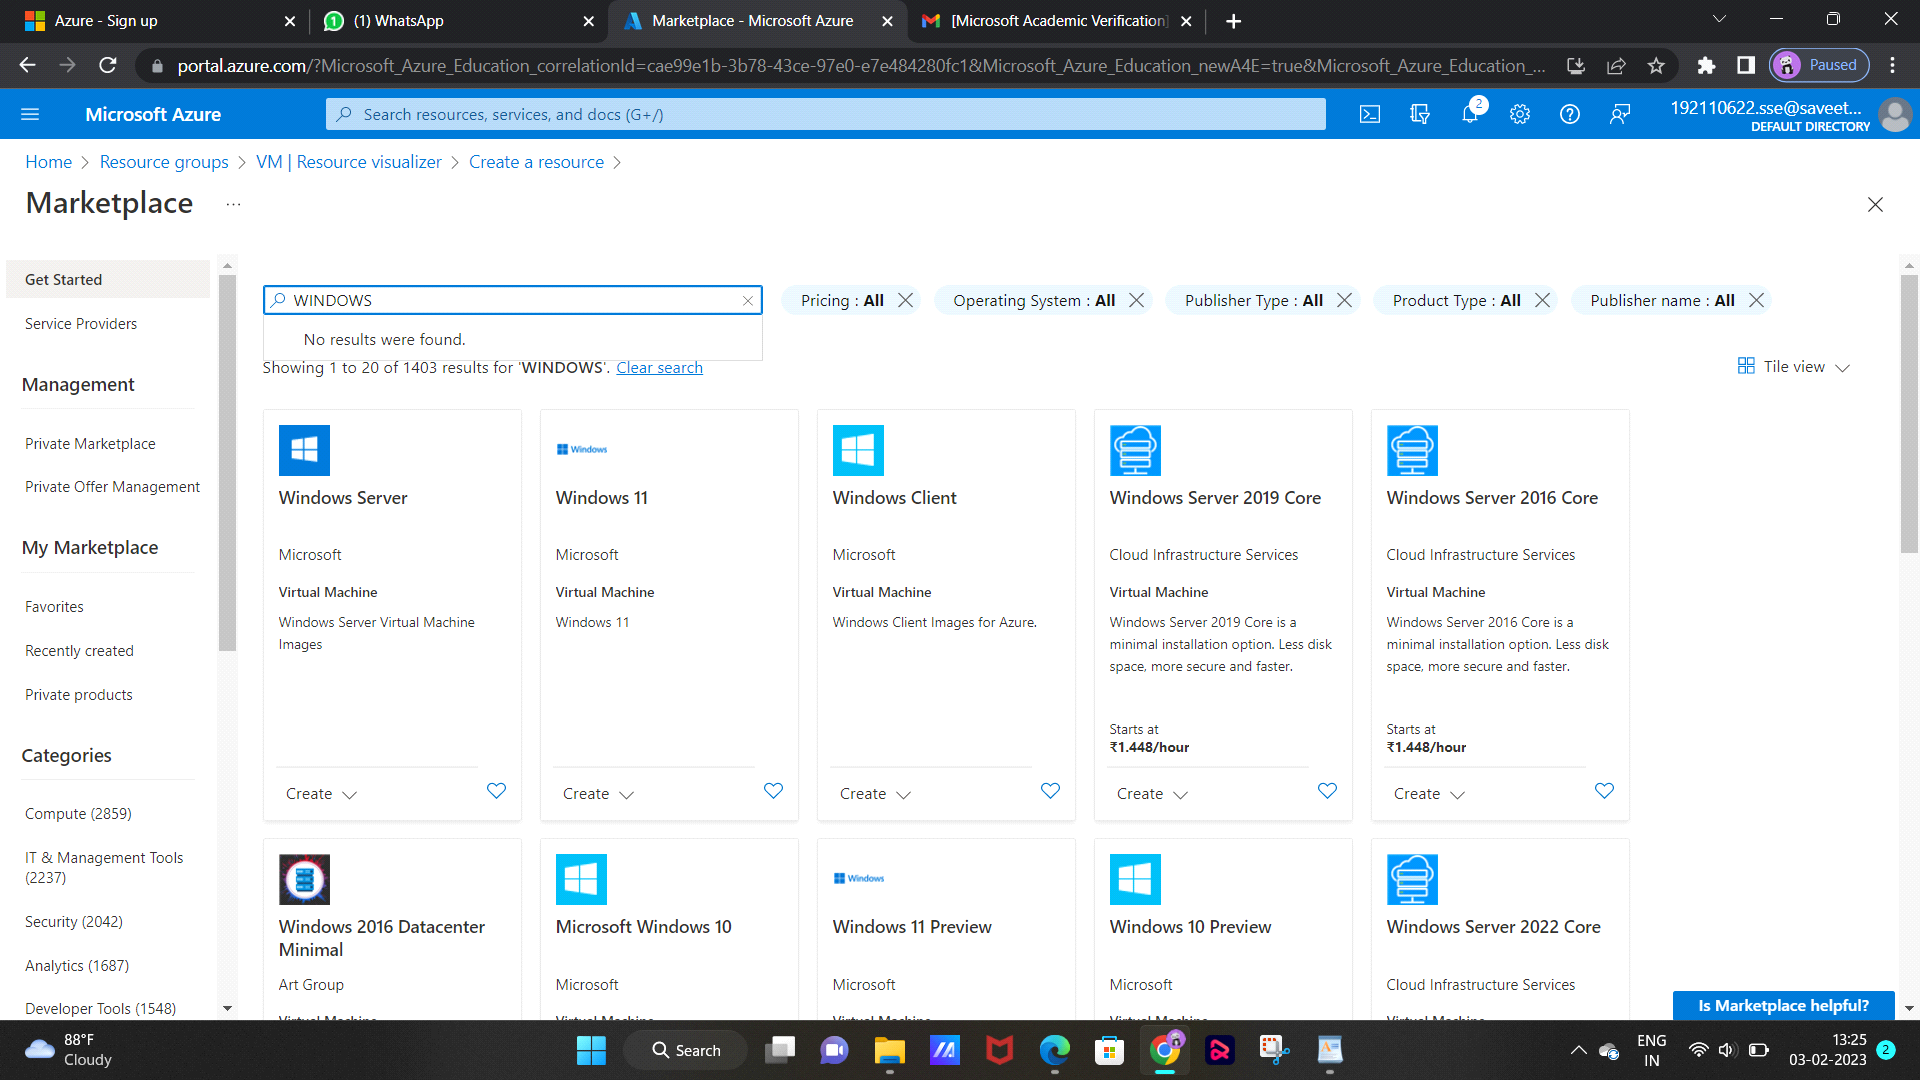 Azure - Sign up
(1) WhatsApp
Marketplace - Microsoft Azure
[Microsoft Academic Verification]
portal.azure.com/?Microsoft_Azure_Education_correlationId=cae99e1b-3b78-43ce-97e0-e7e484280fc1&Microsoft_Azure_Education_newA4E=true&Microsoft_Azure_Education_...
Paused
Microsoft Azure
Search resources, services, and docs (G+/)
2
192110622.sse@saveet...
DEFAULT DIRECTORY
Home > Resource groups > VM | Resource visualizer > Create a resource >
Marketplace ...
Get Started
Service Providers
Management
Private Marketplace
Private Offer Management
My Marketplace
Favorites
Recently created
Private products
Categories
Compute (2859)
IT & Management Tools
(2237)
Security (2042)
Analytics (1687)
Developer Tools (1548)
WINDOWS
No results were found.
Pricing : All
Operating System : All
Publisher Type : All
Product Type : All
Publisher name : All
Showing 1 to 20 of 1403 results for 'WINDOWS'. Clear search
Tile view
Windows Server
Microsoft
Virtual Machine
Windows Server Virtual Machine
Images
Create
Windows
Windows 11
Microsoft
Virtual Machine
Windows 11
Create
Windows Client
Microsoft
Virtual Machine
Windows Client Images for Azure.
Create
Windows Server 2019 Core
Cloud Infrastructure Services
Virtual Machine
Windows Server 2019 Core is a
minimal installation option. Less disk
space, more secure and faster.
Starts at
₹1.448/hour
Create
Windows Server 2016 Core
Cloud Infrastructure Services
Virtual Machine
Windows Server 2016 Core is a
minimal installation option. Less disk
space, more secure and faster.
Starts at
₹1.448/hour
Create
Windows 2016 Datacenter
Minimal
Art Group
Virtual Machine
Microsoft Windows 10
Microsoft
Virtual Machine
Windows
Windows 11 Preview
Microsoft
Virtual Machine
Windows 10 Preview
Microsoft
Virtual Machine
Windows Server 2022 Core
Cloud Infrastructure Services
Virtual Machine
Is Marketplace helpful?
88°F
Cloudy
Search
ENG
IN
13:25
03-02-2023
2